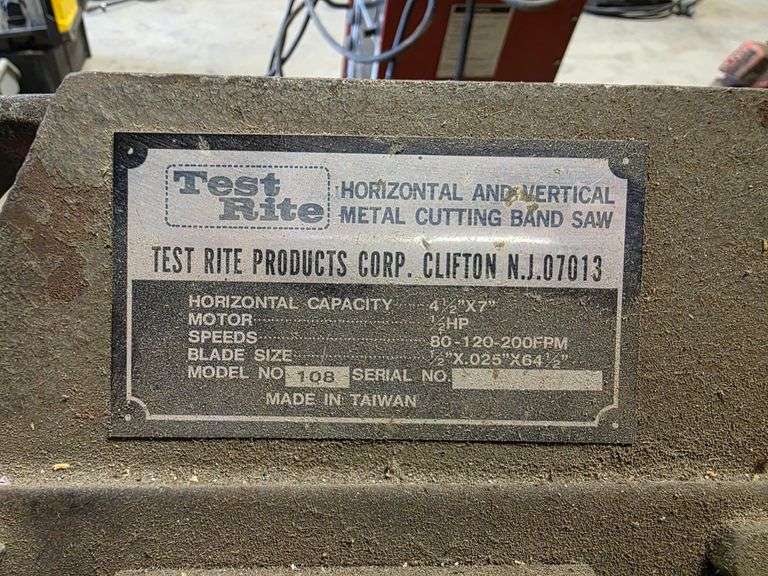 Test Rite
HORIZONTAL AND VERTICAL
METAL CUTTING BAND SAW
TEST RITE PRODUCTS CORP. CLIFTON N.J.07013
HORIZONTAL CAPACITY 4½"X7"
MOTOR ½HP
SPEEDS 80-120-200FPM
BLADE SIZE ½"X.025"X64½"
MODEL NO. 108 SERIAL NO.
MADE IN TAIWAN